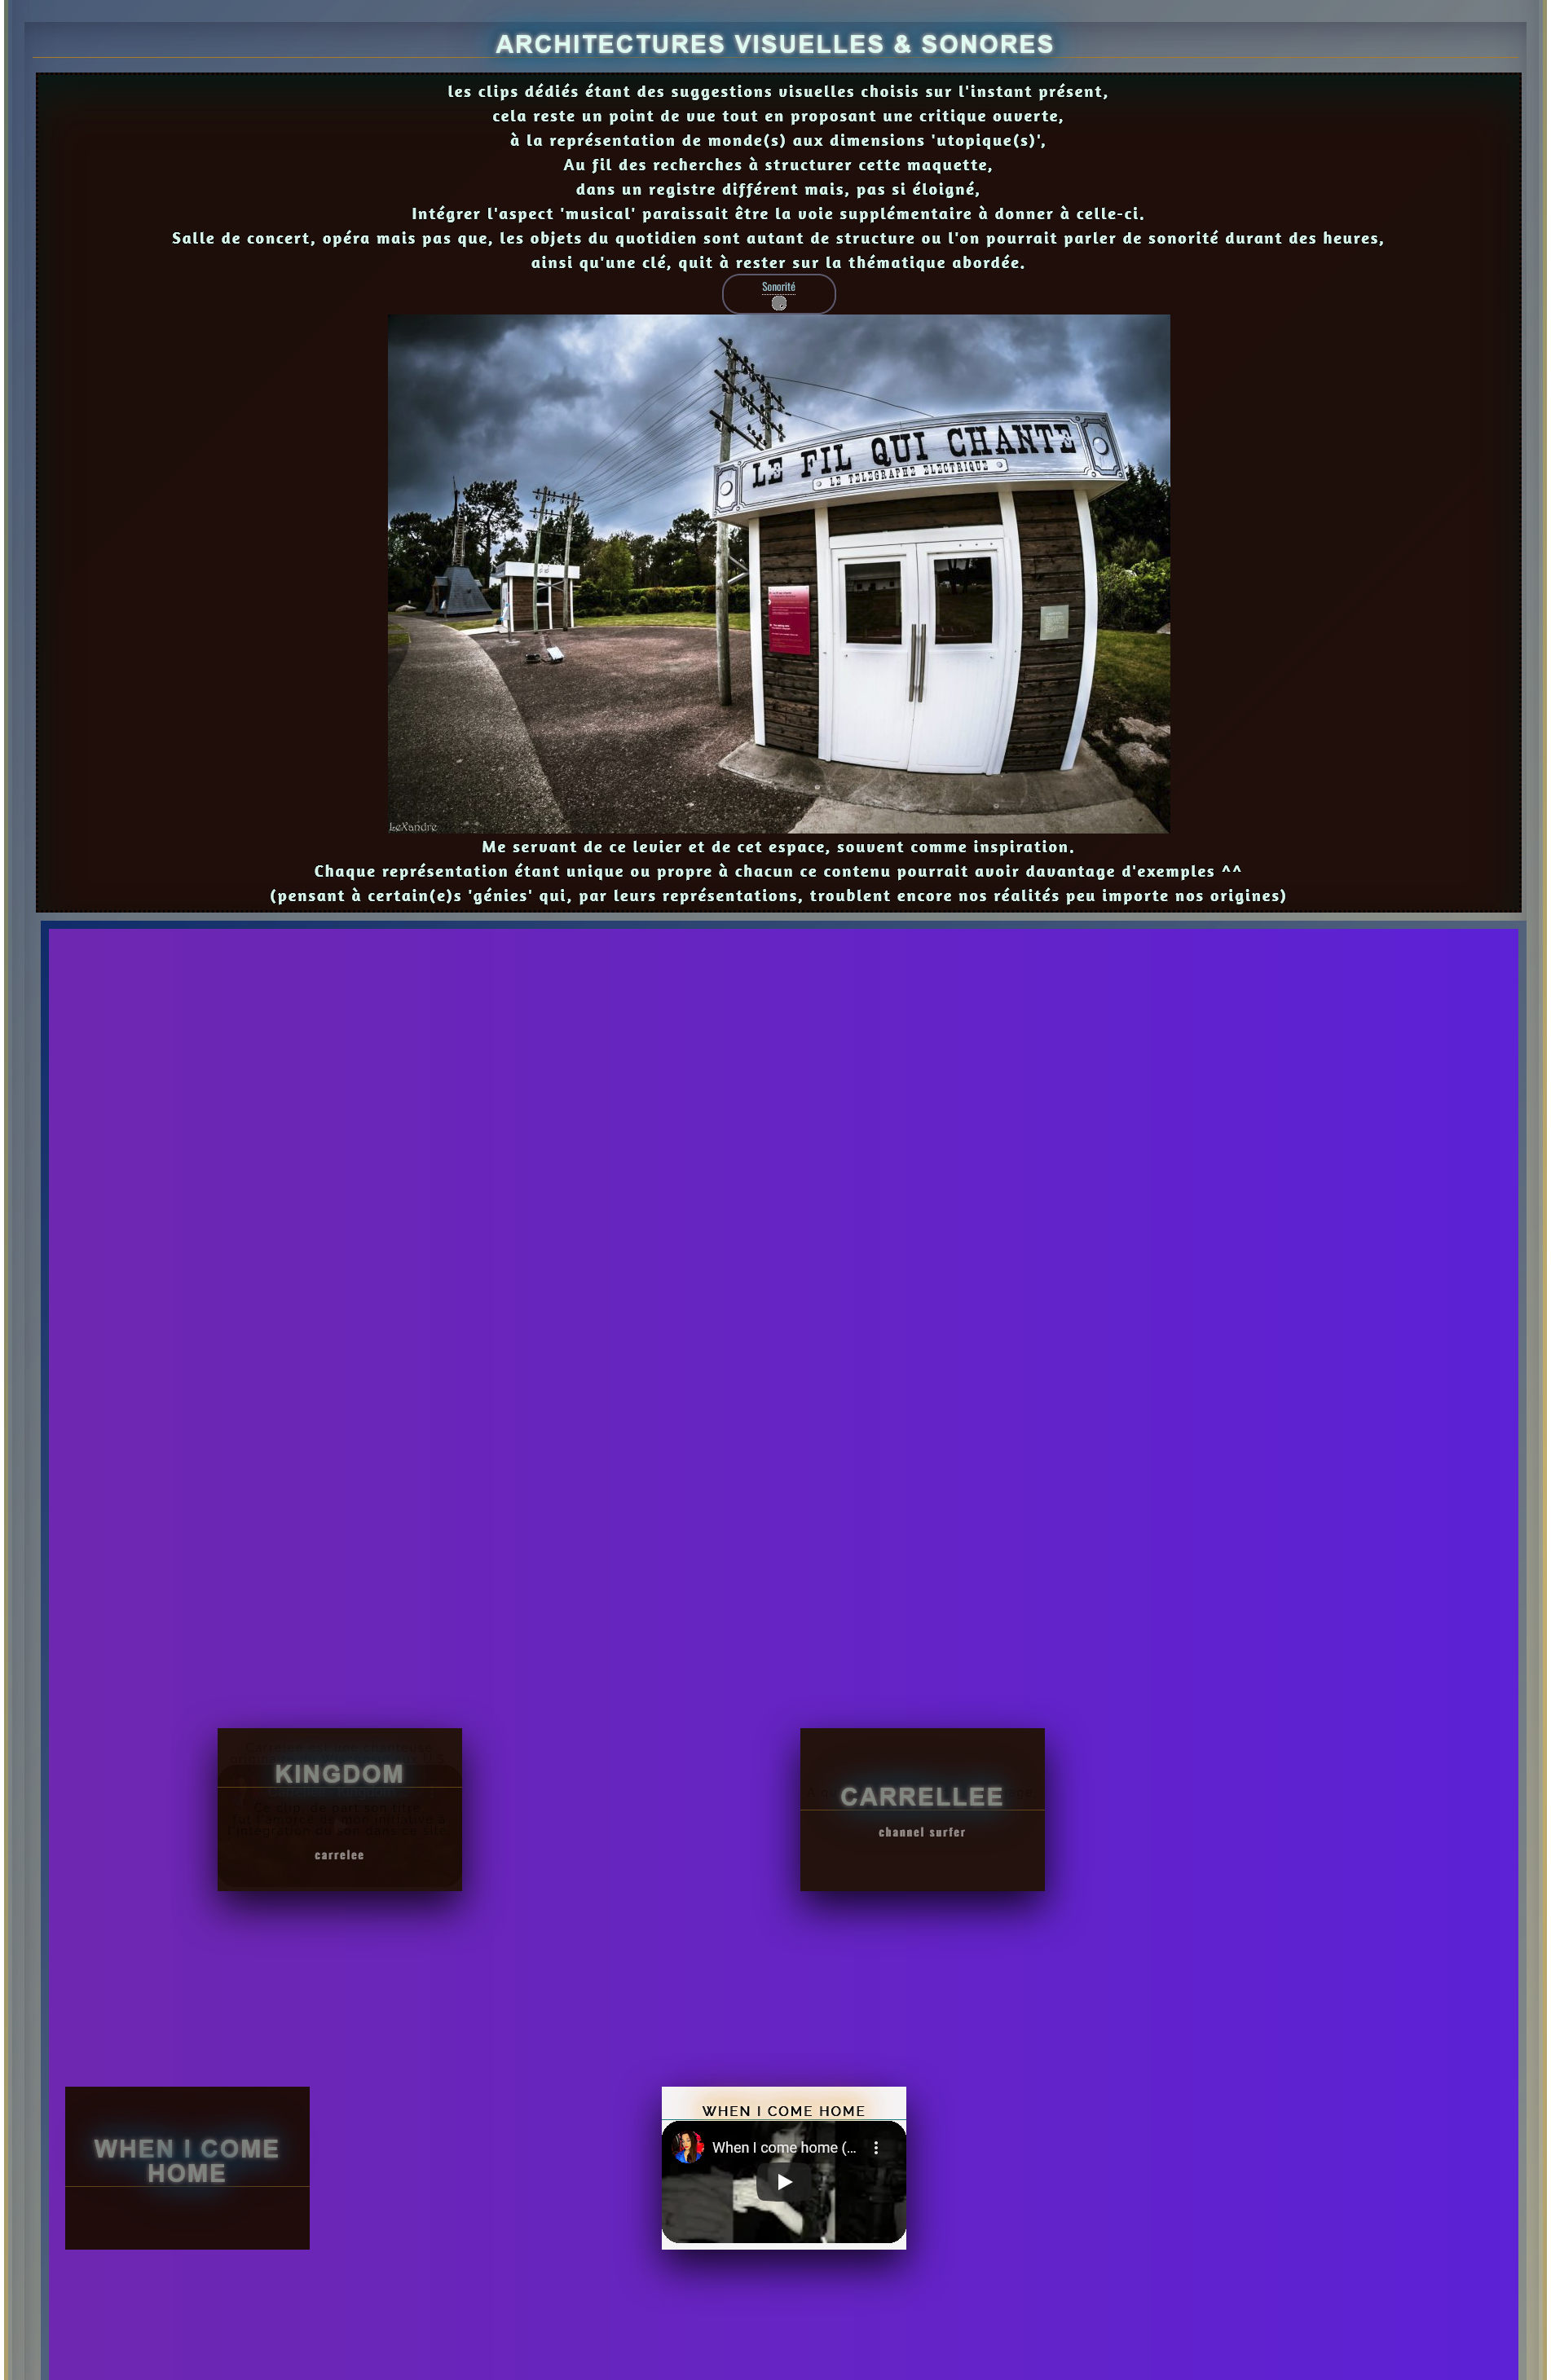 ARCHITECTURES VISUELLES & SONORES
les clips dédiés étant des suggestions visuelles choisis sur l'instant présent,
cela reste un point de vue tout en proposant une critique ouverte,
à la représentation de monde(s) aux dimensions 'utopique(s)',
Au fil des recherches à structurer cette maquette,
dans un registre différent mais, pas si éloigné,
Intégrer l'aspect 'musical' paraissait être la voie supplémentaire à donner à celle-ci.
Salle de concert, opéra mais pas que, les objets du quotidien sont autant de structure ou l'on pourrait parler de sonorité durant des heures,
ainsi qu'une clé, quit à rester sur la thématique abordée.
Sonorité
LE FIL QUI CHANTE
LE TELEGRAPHE ELECTRIQUE
LeXandre
Me servant de ce levier et de cet espace, souvent comme inspiration.
Chaque représentation étant unique ou propre à chacun ce contenu pourrait avoir davantage d'exemples ^^
(pensant à certain(e)s 'génies' qui, par leurs représentations, troublent encore nos réalités peu importe nos origines)
KINGDOM
carrelee
CARRELLEE
channel surfer
WHEN I COME
HOME
WHEN I COME HOME
When I come home (...